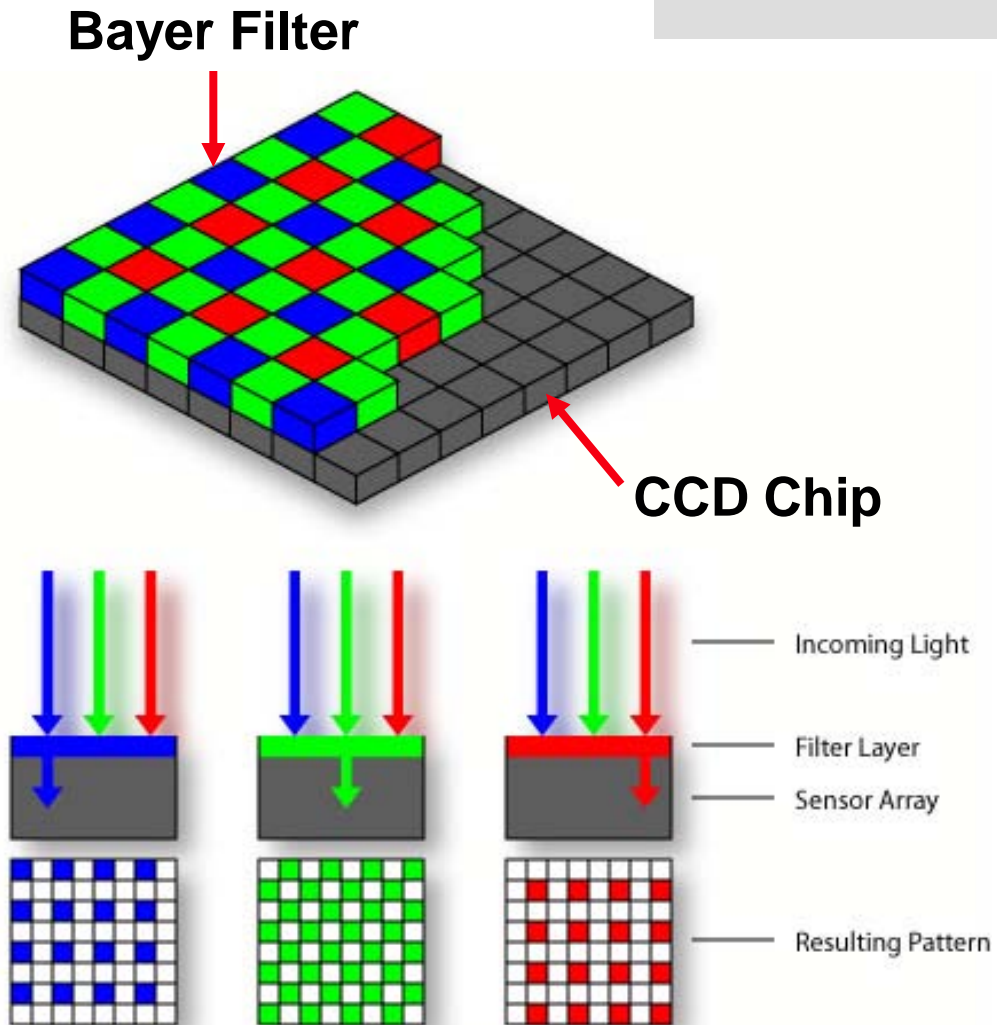 Bayer Filter
CCD Chip
Incoming Light
Filter Layer
Sensor Array
Resulting Pattern